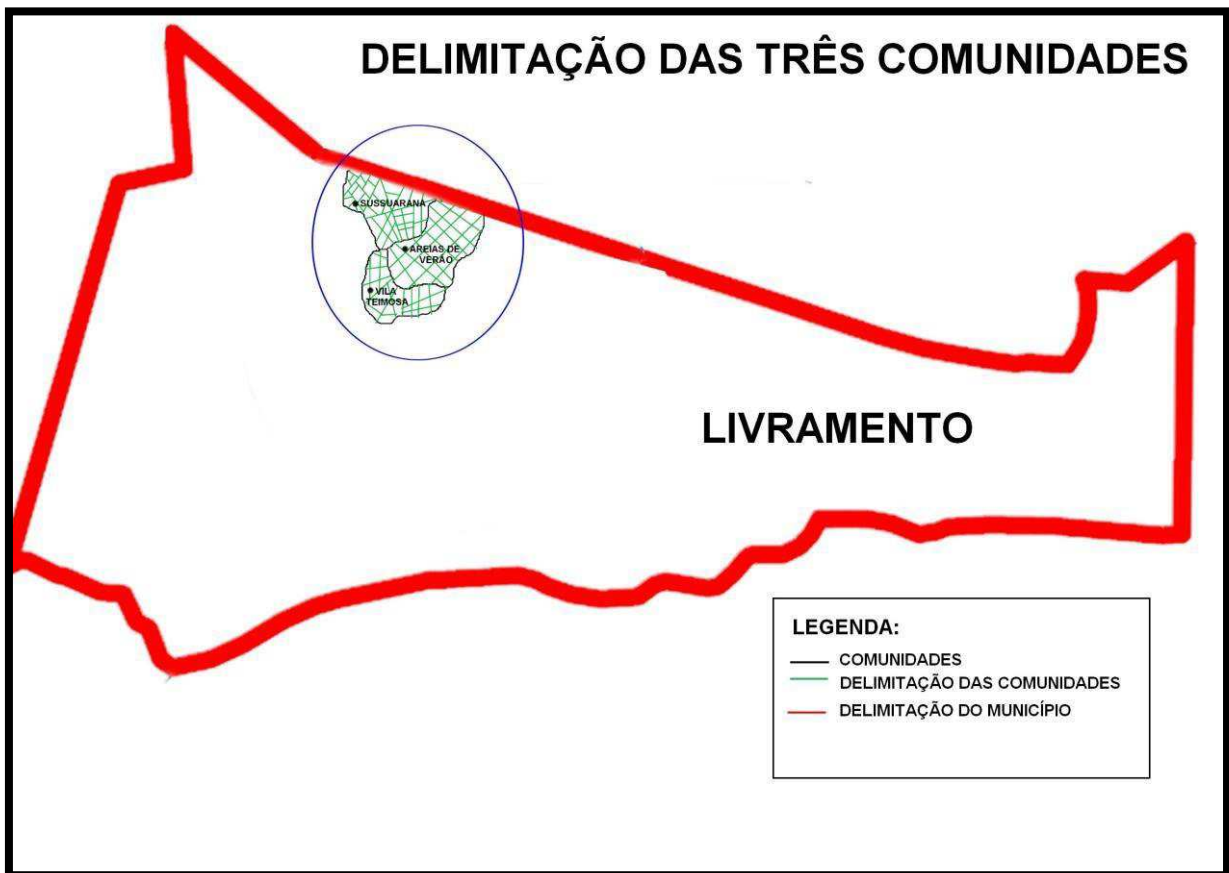 DELIMITAÇÃO DAS TRÊS COMUNIDADES
SUSSUARANA
AREIAS DE
VERÃO
VILA
TEIMOSA
LIVRAMENTO
LEGENDA:
COMUNIDADES
DELIMITAÇÃO DAS COMUNIDADES
DELIMITAÇÃO DO MUNICÍPIO